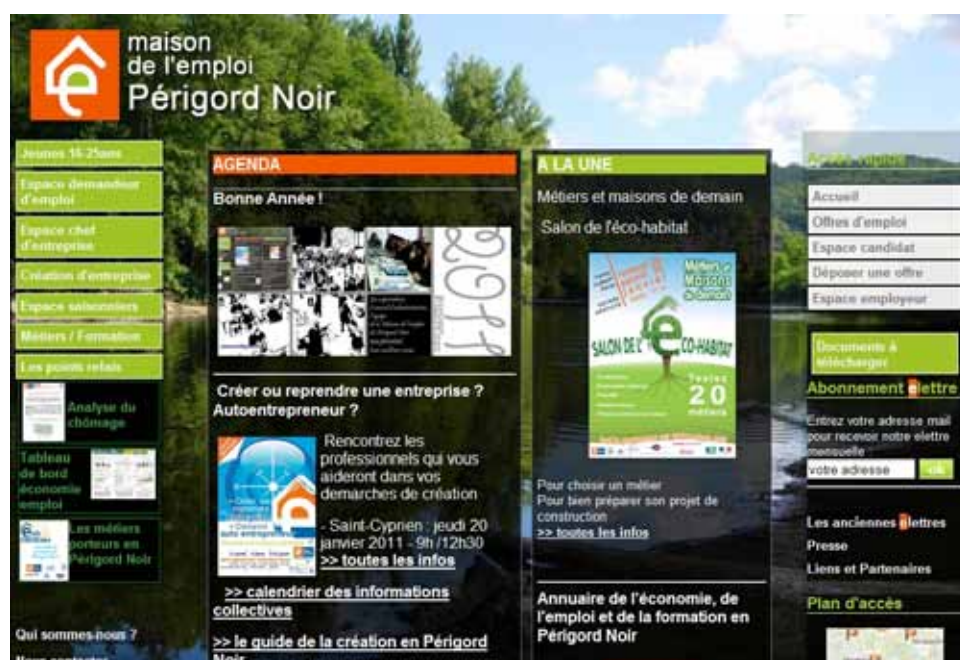 maison
de l'emploi
Périgord Noir
Jeunes 16-25ans
Espace demandeur
d'emploi
Espace chef
d'entreprise
Création d'entreprise
Espace saisonniers
Métiers / Formation
Les points relais
Analyse du
chômage
Tableau
de bord
économie
emploi
Les métiers
porteurs en
Périgord Noir
Qui sommes-nous ?
Nous contacter
AGENDA
Bonne Année !
2011
Créer ou reprendre une entreprise ?
Autoentrepreneur ?
Rencontrez les
professionnels qui vous
aideront dans vos
démarches de création
- Saint-Cyprien : jeudi 20
janvier 2011 - 9h /12h30
>> toutes les infos
>> calendrier des informations
collectives
>> le guide de la création en Périgord
Noir
A LA UNE
Métiers et maisons de demain
Salon de l'éco-habitat
Métiers et
Maisons
de demain
SALON DE L'éCO-HABITAT
Toutes
20
métiers
Pour choisir un métier
Pour bien préparer son projet de
construction
>> toutes les infos
Annuaire de l'économie, de
l'emploi et de la formation en
Périgord Noir
Accès rapide
Accueil
Offres d'emploi
Espace candidat
Déposer une offre
Espace employeur
Documents à
télécharger
Abonnement elettre
Entrez votre adresse mail
pour recevoir notre elettre
mensuelle
votre adresse ok
Les anciennes elettres
Presse
Liens et Partenaires
Plan d'accès